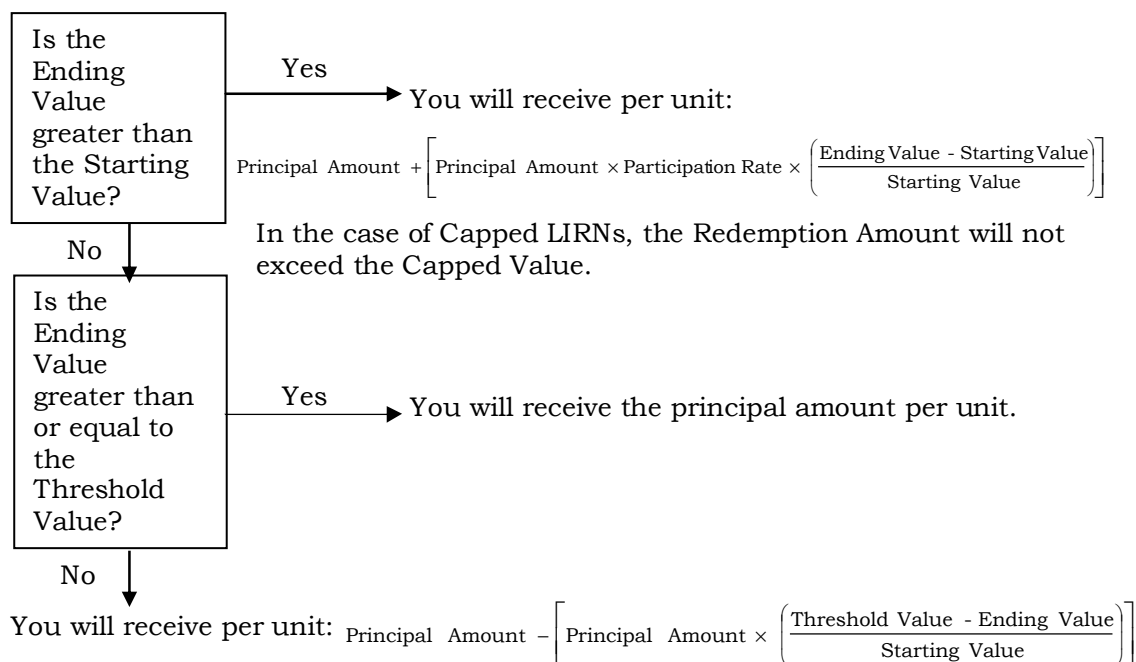 Is the
Ending
Value
greater than
the Starting
Value?
Yes
You will receive per unit:
Principal Amount + [Principal Amount × Participation Rate × (Ending Value - Starting Value / Starting Value)]
In the case of Capped LIRNs, the Redemption Amount will not
exceed the Capped Value.
No
Is the
Ending
Value
greater than
or equal to
the
Threshold
Value?
Yes
You will receive the principal amount per unit.
No
You will receive per unit: Principal Amount − [Principal Amount × (Threshold Value - Ending Value / Starting Value)]